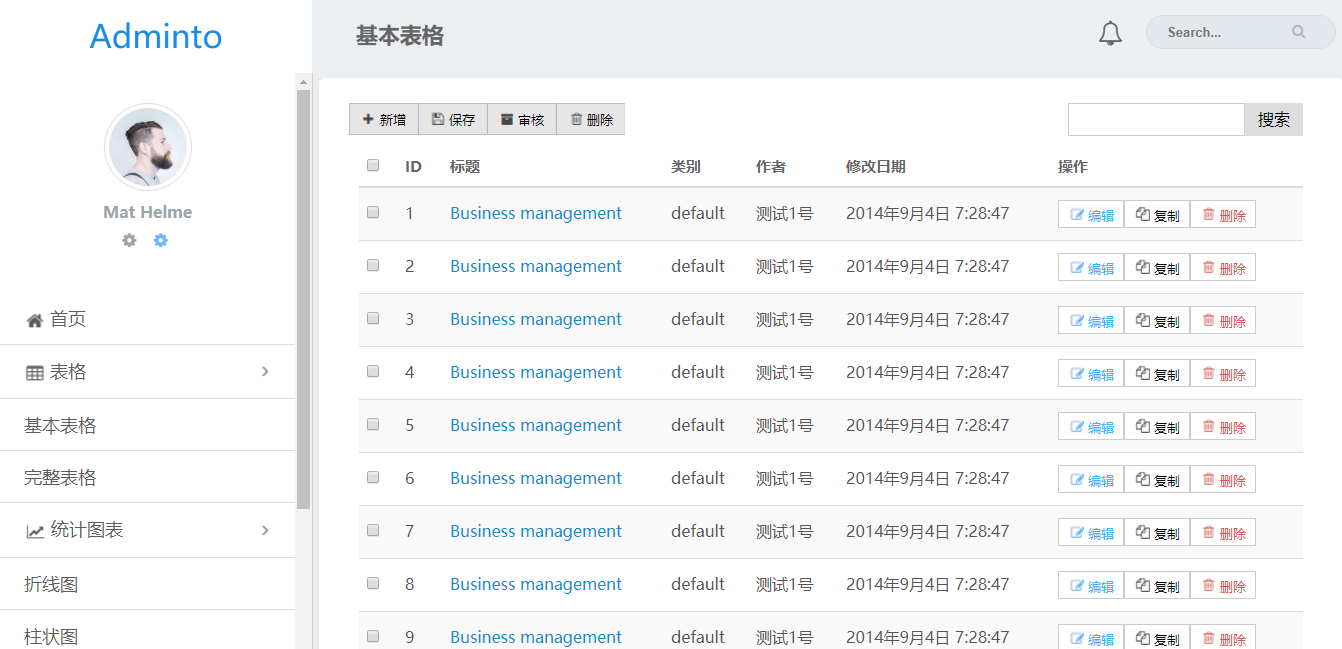 Adminto
基本表格
Search...
Mat Helme
首页
表格
基本表格
完整表格
统计图表
折线图
柱状图
新增 保存 审核 删除
搜索
ID 标题 类别 作者 修改日期 操作
1 Business management default 测试1号 2014年9月4日 7:28:47 编辑 复制 删除
2 Business management default 测试1号 2014年9月4日 7:28:47 编辑 复制 删除
3 Business management default 测试1号 2014年9月4日 7:28:47 编辑 复制 删除
4 Business management default 测试1号 2014年9月4日 7:28:47 编辑 复制 删除
5 Business management default 测试1号 2014年9月4日 7:28:47 编辑 复制 删除
6 Business management default 测试1号 2014年9月4日 7:28:47 编辑 复制 删除
7 Business management default 测试1号 2014年9月4日 7:28:47 编辑 复制 删除
8 Business management default 测试1号 2014年9月4日 7:28:47 编辑 复制 删除
9 Business management default 测试1号 2014年9月4日 7:28:47 编辑 复制 删除